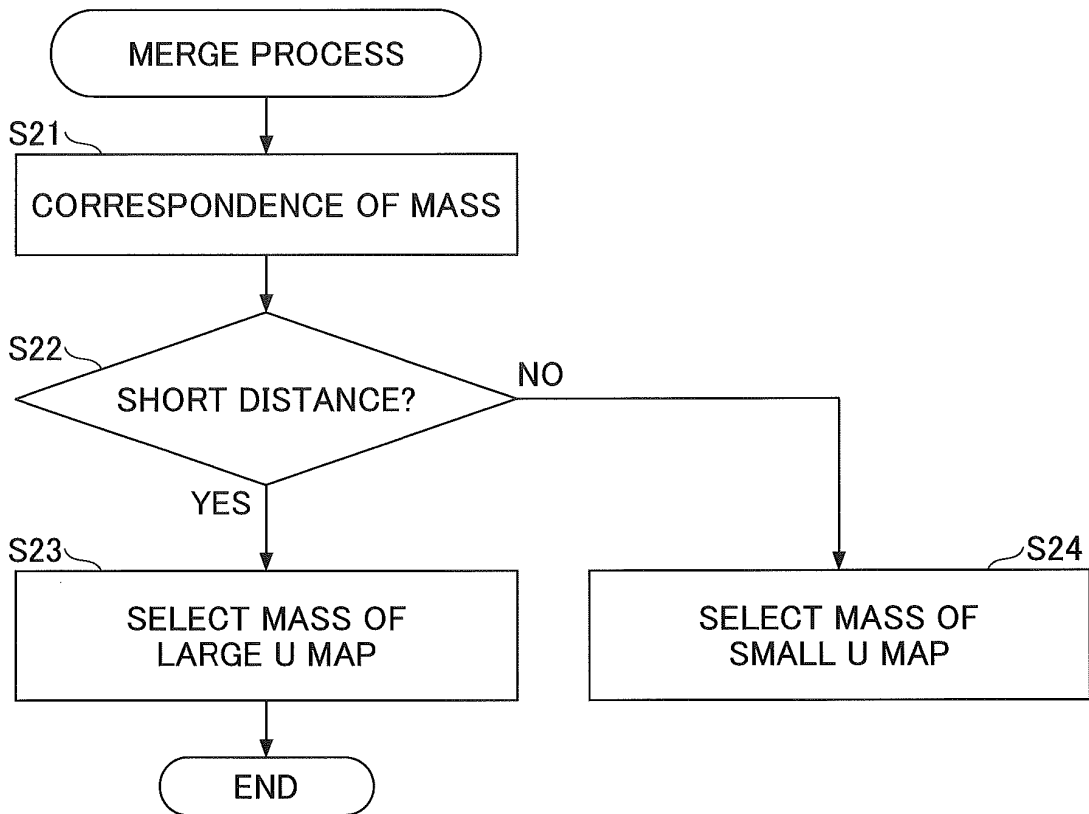 MERGE PROCESS
S21
CORRESPONDENCE OF MASS
S22
SHORT DISTANCE?
NO
YES
S23
SELECT MASS OF
LARGE U MAP
S24
SELECT MASS OF
SMALL U MAP
END